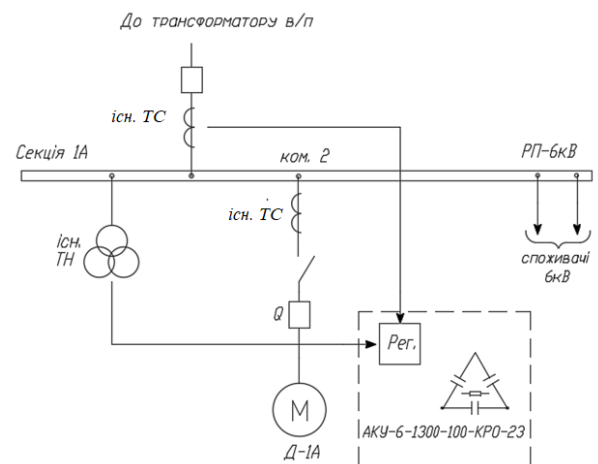 До трансформатору в/п
існ. ТС
Секція 1А
ком. 2
РП-6кВ
існ. ТС
існ.
ТН
споживачі
6кВ
Q
Рег.
М
АКУ-6-1300-100-КРО-2Э
Д-1А